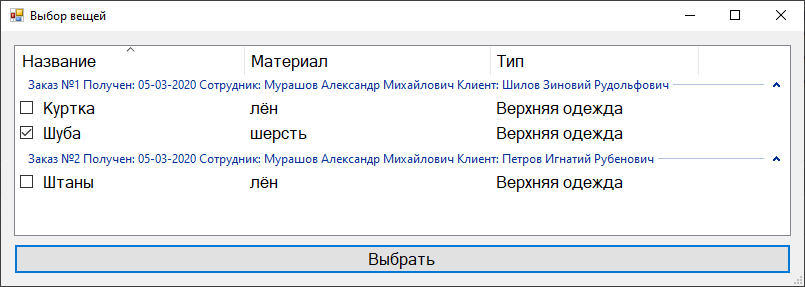 Выбор вещей
Название Материал Тип
Заказ №1 Получен: 05-03-2020 Сотрудник: Мурашов Александр Михайлович Клиент: Шилов Зиновий Рудольфович
Куртка лён Верхняя одежда
Шуба шерсть Верхняя одежда
Заказ №2 Получен: 05-03-2020 Сотрудник: Мурашов Александр Михайлович Клиент: Петров Игнатий Рубенович
Штаны лён Верхняя одежда
Выбрать